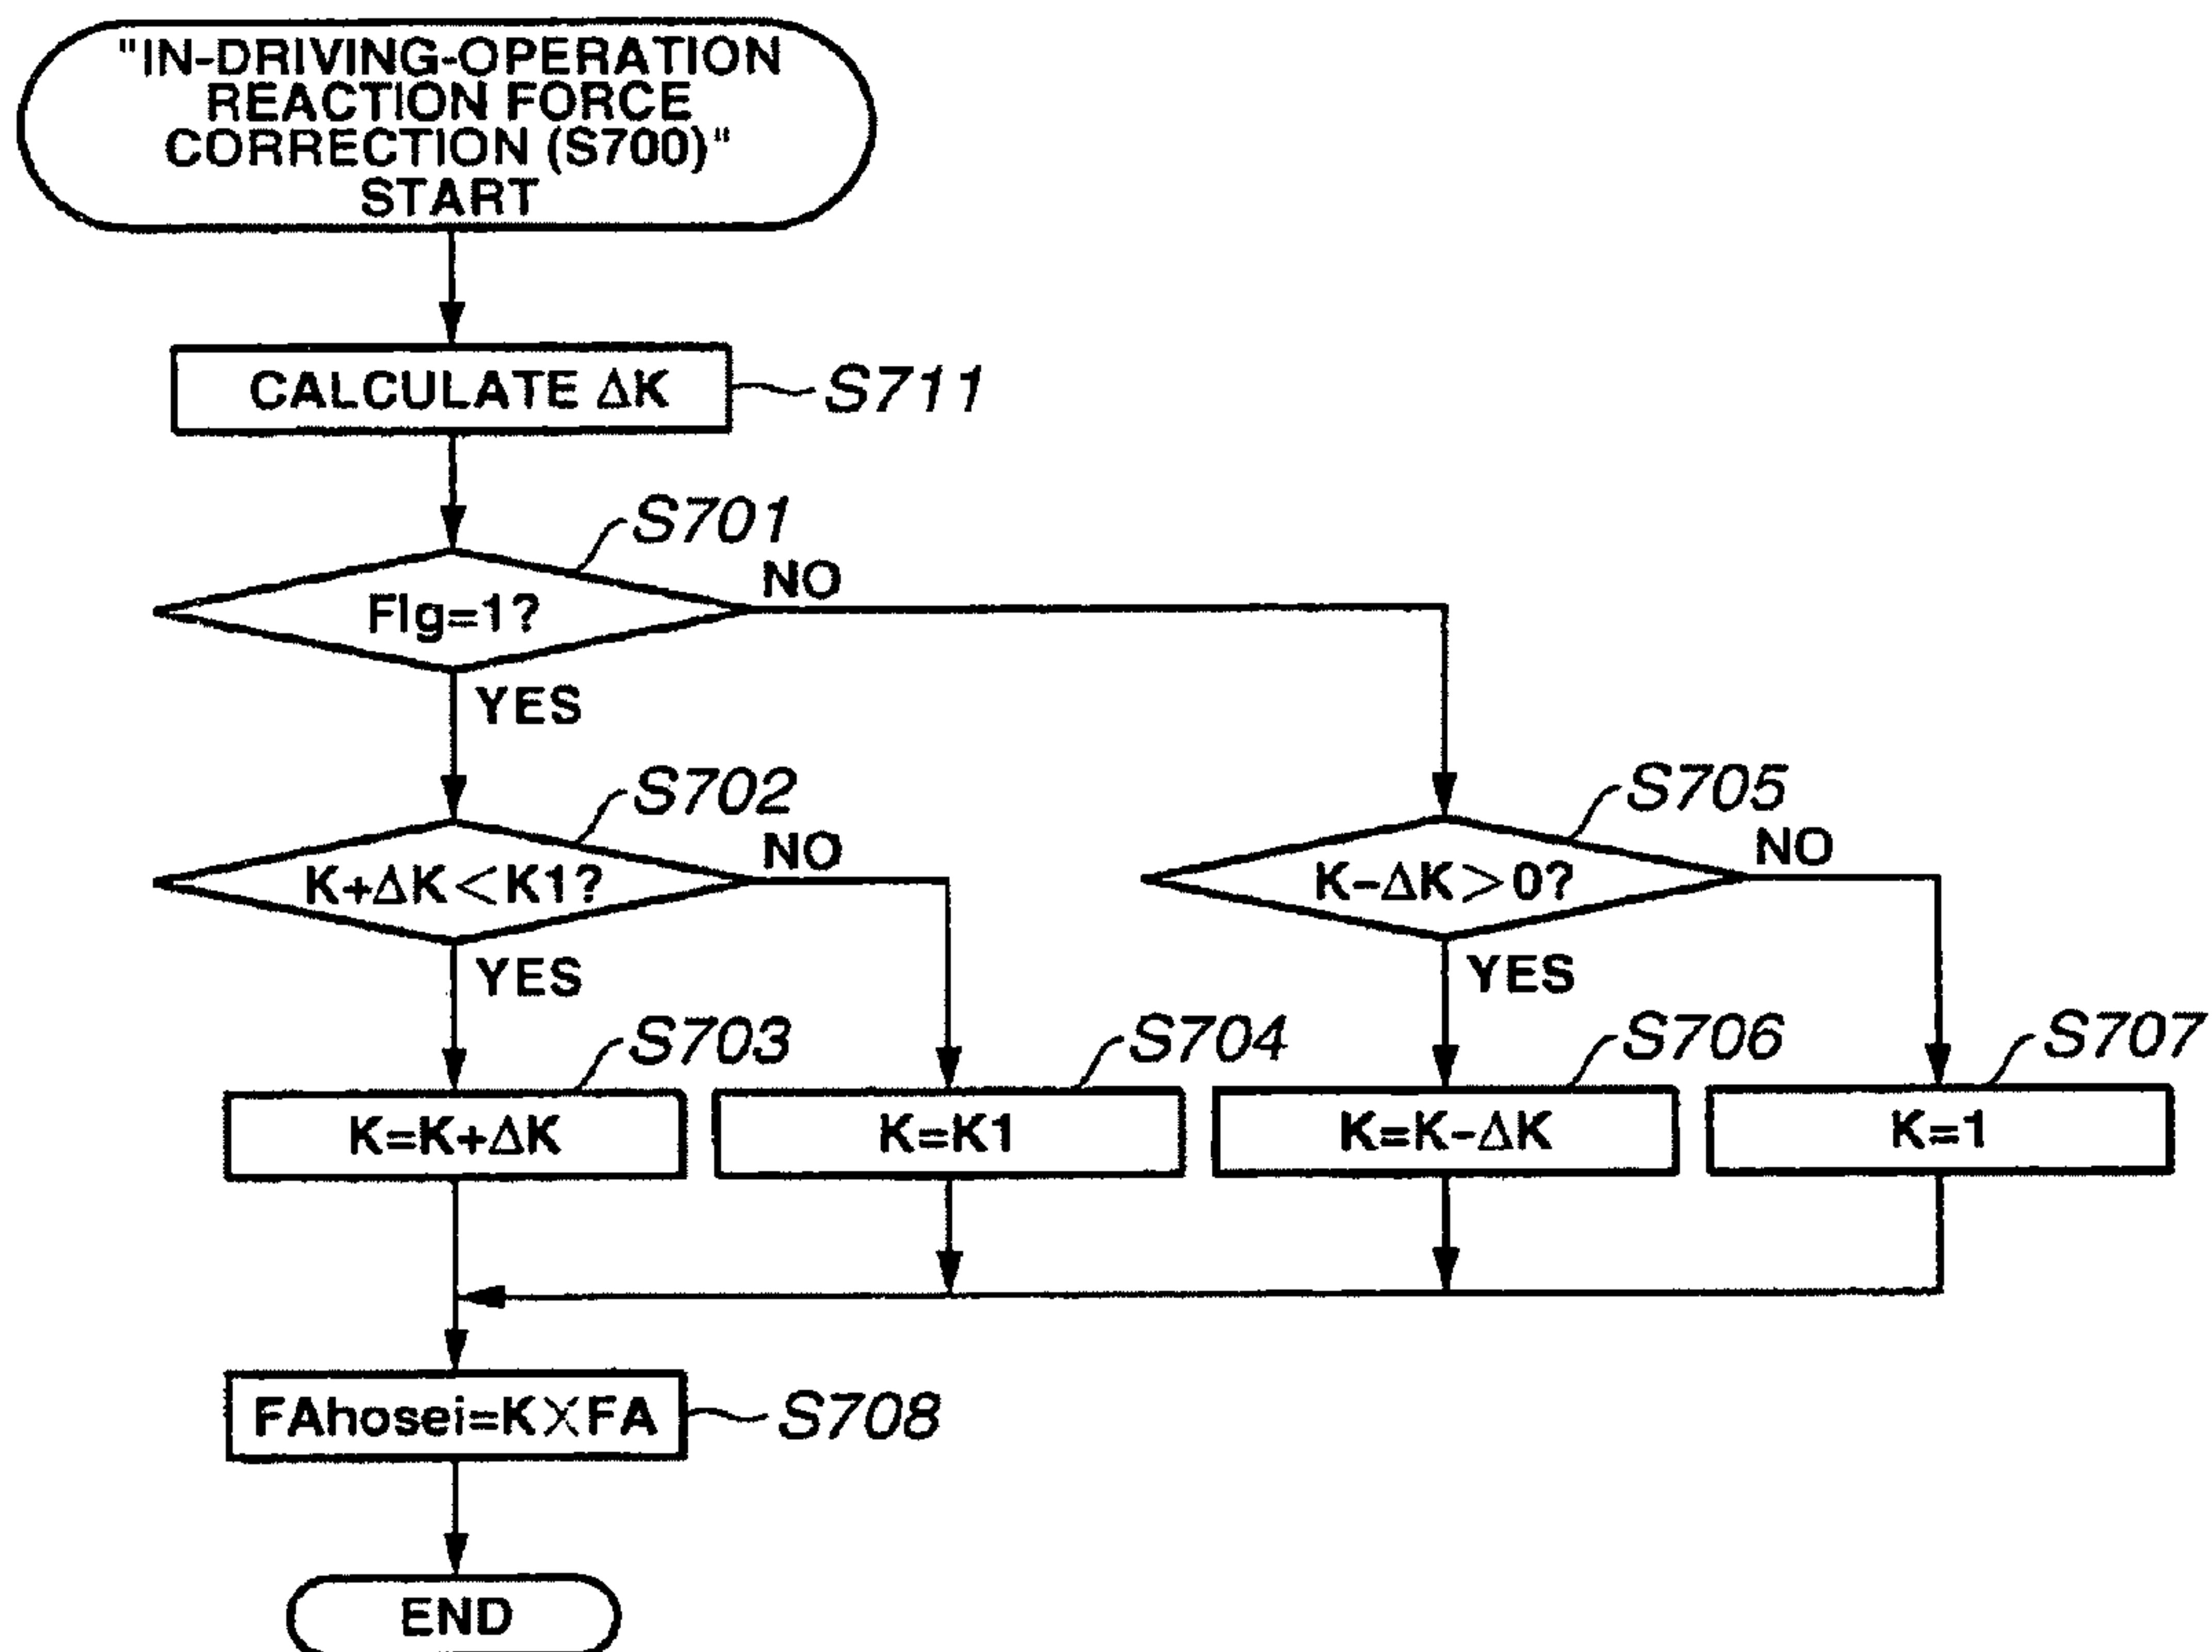 "IN-DRIVING-OPERATION
REACTION FORCE
CORRECTION (S700)"
START
CALCULATE ΔK
S711
S701
Flg=1?
NO
YES
S702
K+ΔK<K1?
NO
YES
S705
K-ΔK>0?
NO
YES
S703
K=K+ΔK
S704
K=K1
S706
K=K-ΔK
S707
K=1
FAhosei=K×FA
S708
END